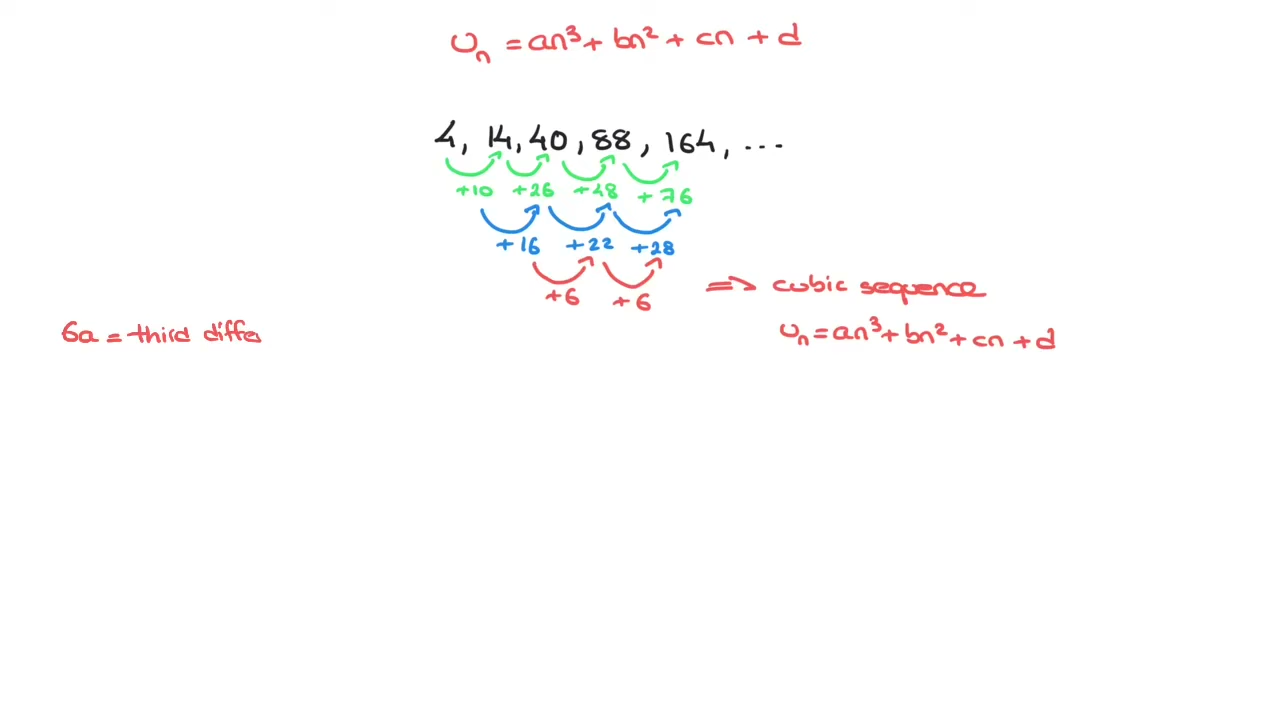 Un = an³ + bn² + cn + d
4, 14, 40, 88, 164, ...
+10 +26 +48 +76
+16 +22 +28
+6 +6 ⇒ cubic sequence
6a = third diffe Un = an³ + bn² + cn + d